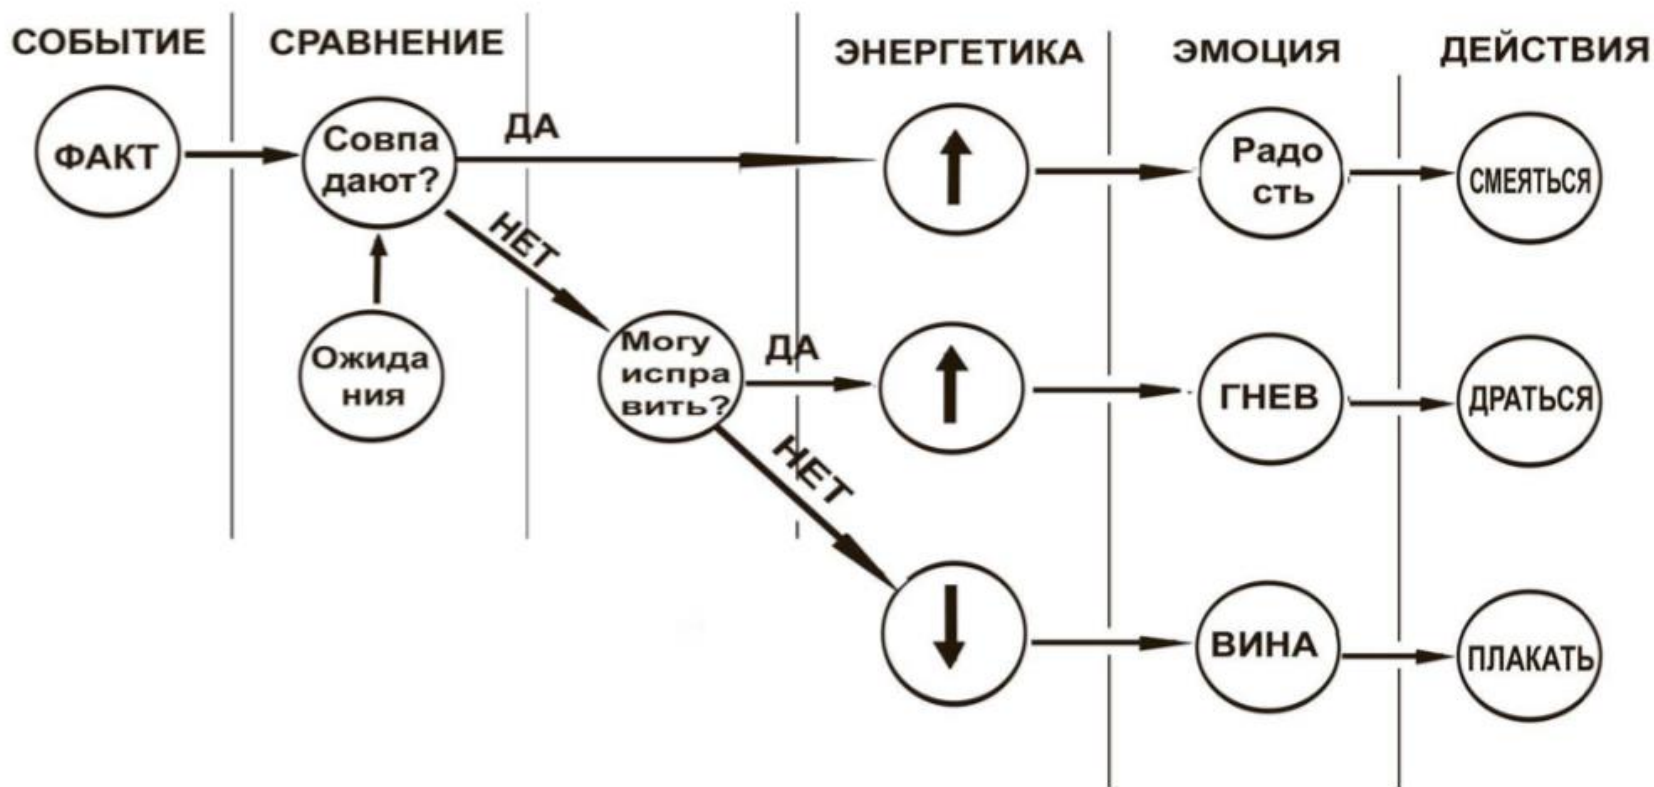 СОБЫТИЕ
СРАВНЕНИЕ
ЭНЕРГЕТИКА
ЭМОЦИЯ
ДЕЙСТВИЯ
ФАКТ
Совпа
дают?
ДА
Радо
сть
СМЕЯТЬСЯ
НЕТ
Ожида
ния
Могу
испра
вить?
ДА
ГНЕВ
ДРАТЬСЯ
НЕТ
ВИНА
ПЛАКАТЬ